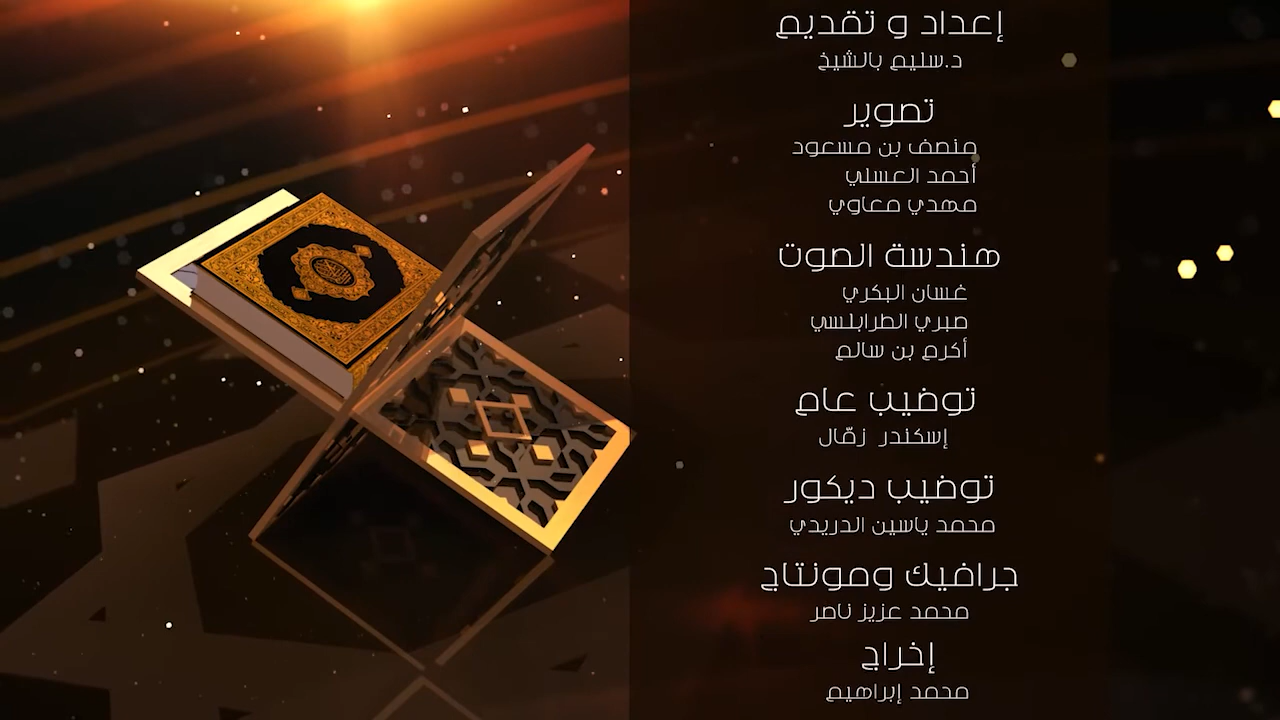 إعداد و تقديم
د.سليم بالشيخ
تصوير
منصف بن مسعود
أحمد العسلي
مهدي معاوي
هندسة الصوت
غسان البكري
صبري الطرابلسي
أكرم بن سالم
توضيب عام
إسكندر زمّال
توضيب ديكور
محمد ياسين الدريدي
جرافيك ومونتاج
محمد عزيز ناصر
إخراج
محمد إبراهيم